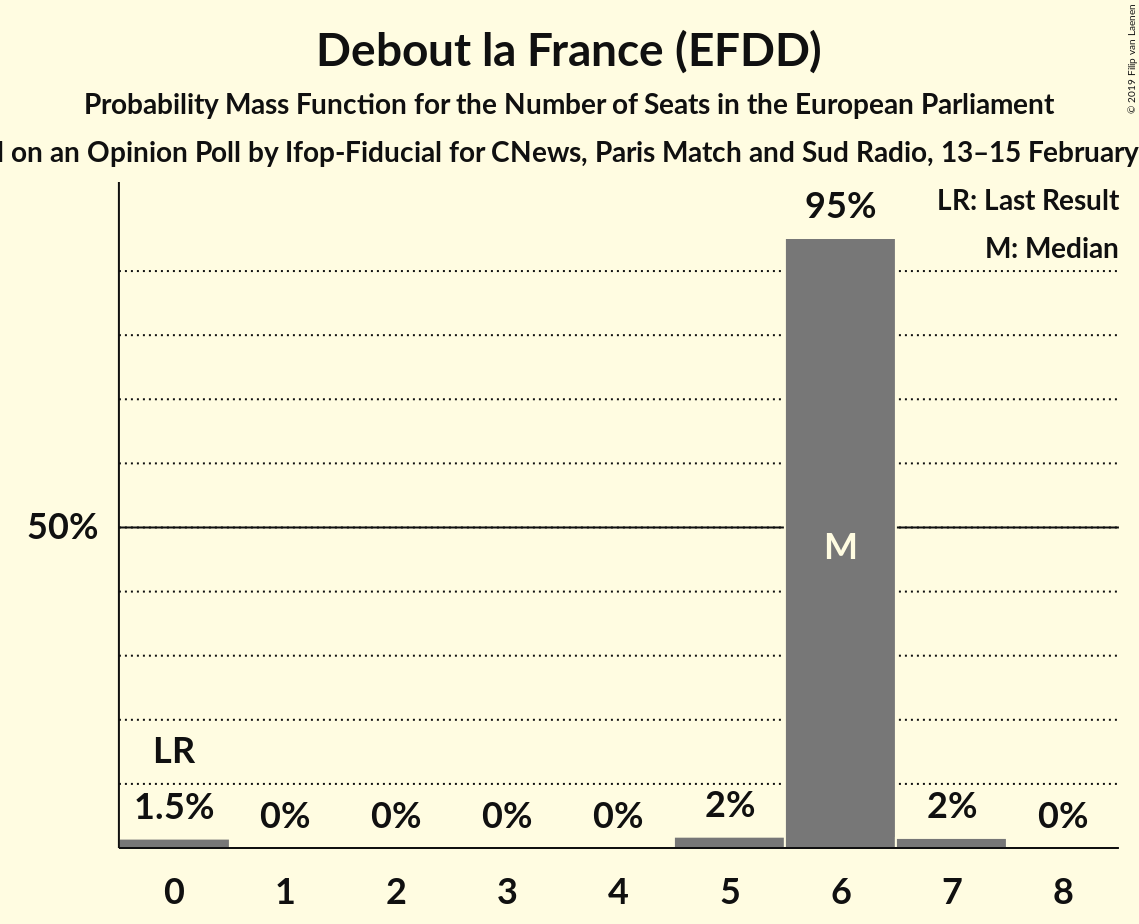 Debout la France (EFDD)
Probability Mass Function for the Number of Seats in the European Parliament
on an Opinion Poll by Ifop-Fiducial for CNews, Paris Match and Sud Radio, 13–15 February
© 2019 Filip van Laenen
LR: Last Result
M: Median
95%
50%
M
LR
1.5% 0% 0% 0% 0% 2% 2% 0%
0 1 2 3 4 5 6 7 8